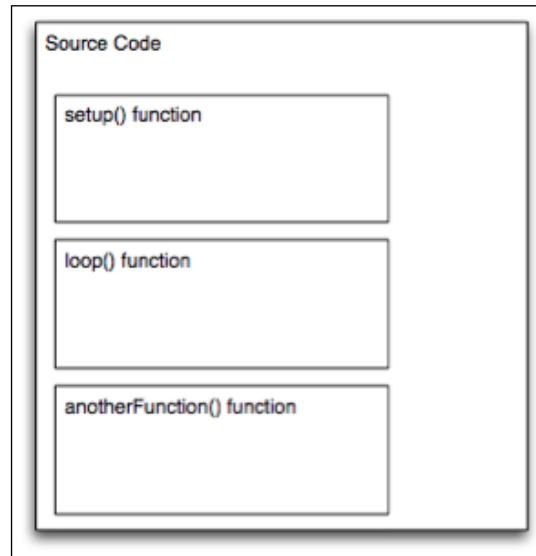 Source Code
setup() function
loop() function
anotherFunction() function